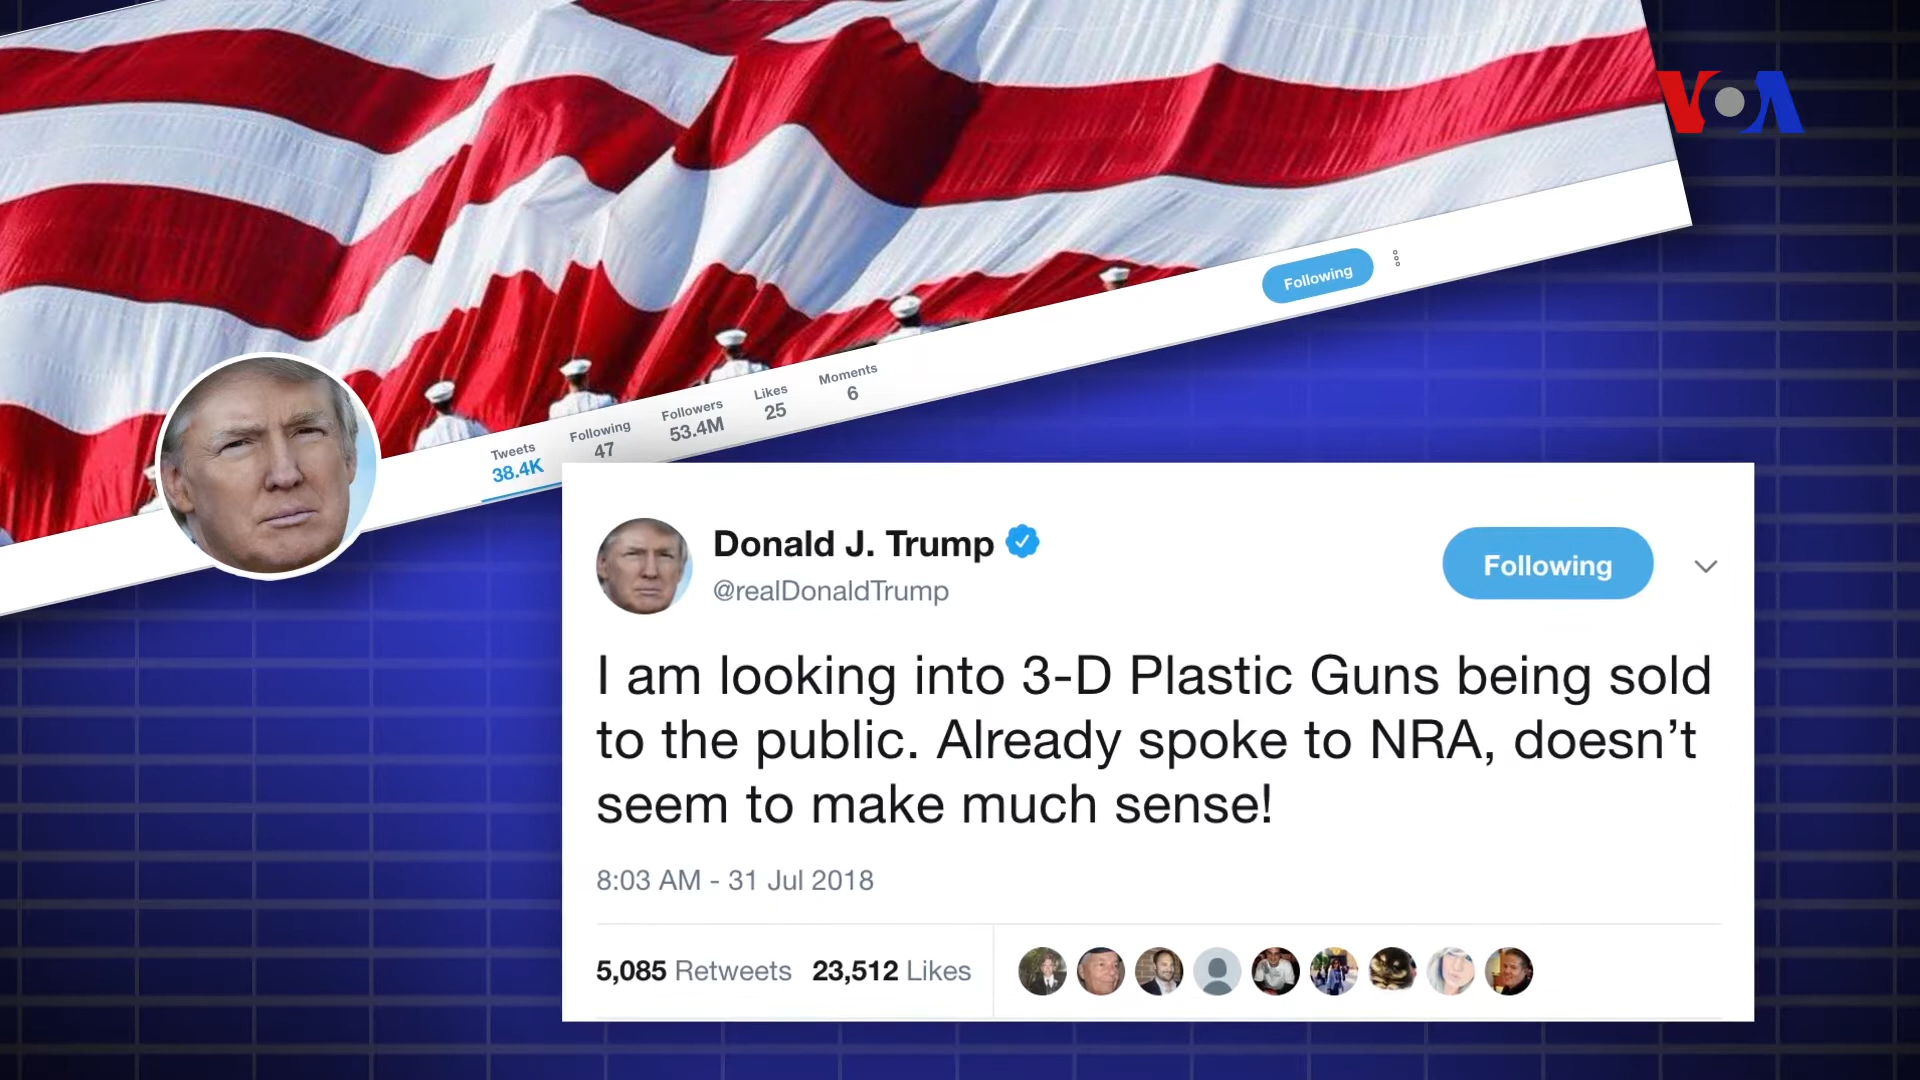 VOA
Following
Tweets Following Followers Likes Moments
38.4K 47 53.4M 25 6
Donald J. Trump
@realDonaldTrump
Following
I am looking into 3-D Plastic Guns being sold
to the public. Already spoke to NRA, doesn’t
seem to make much sense!
8:03 AM - 31 Jul 2018
5,085 Retweets 23,512 Likes